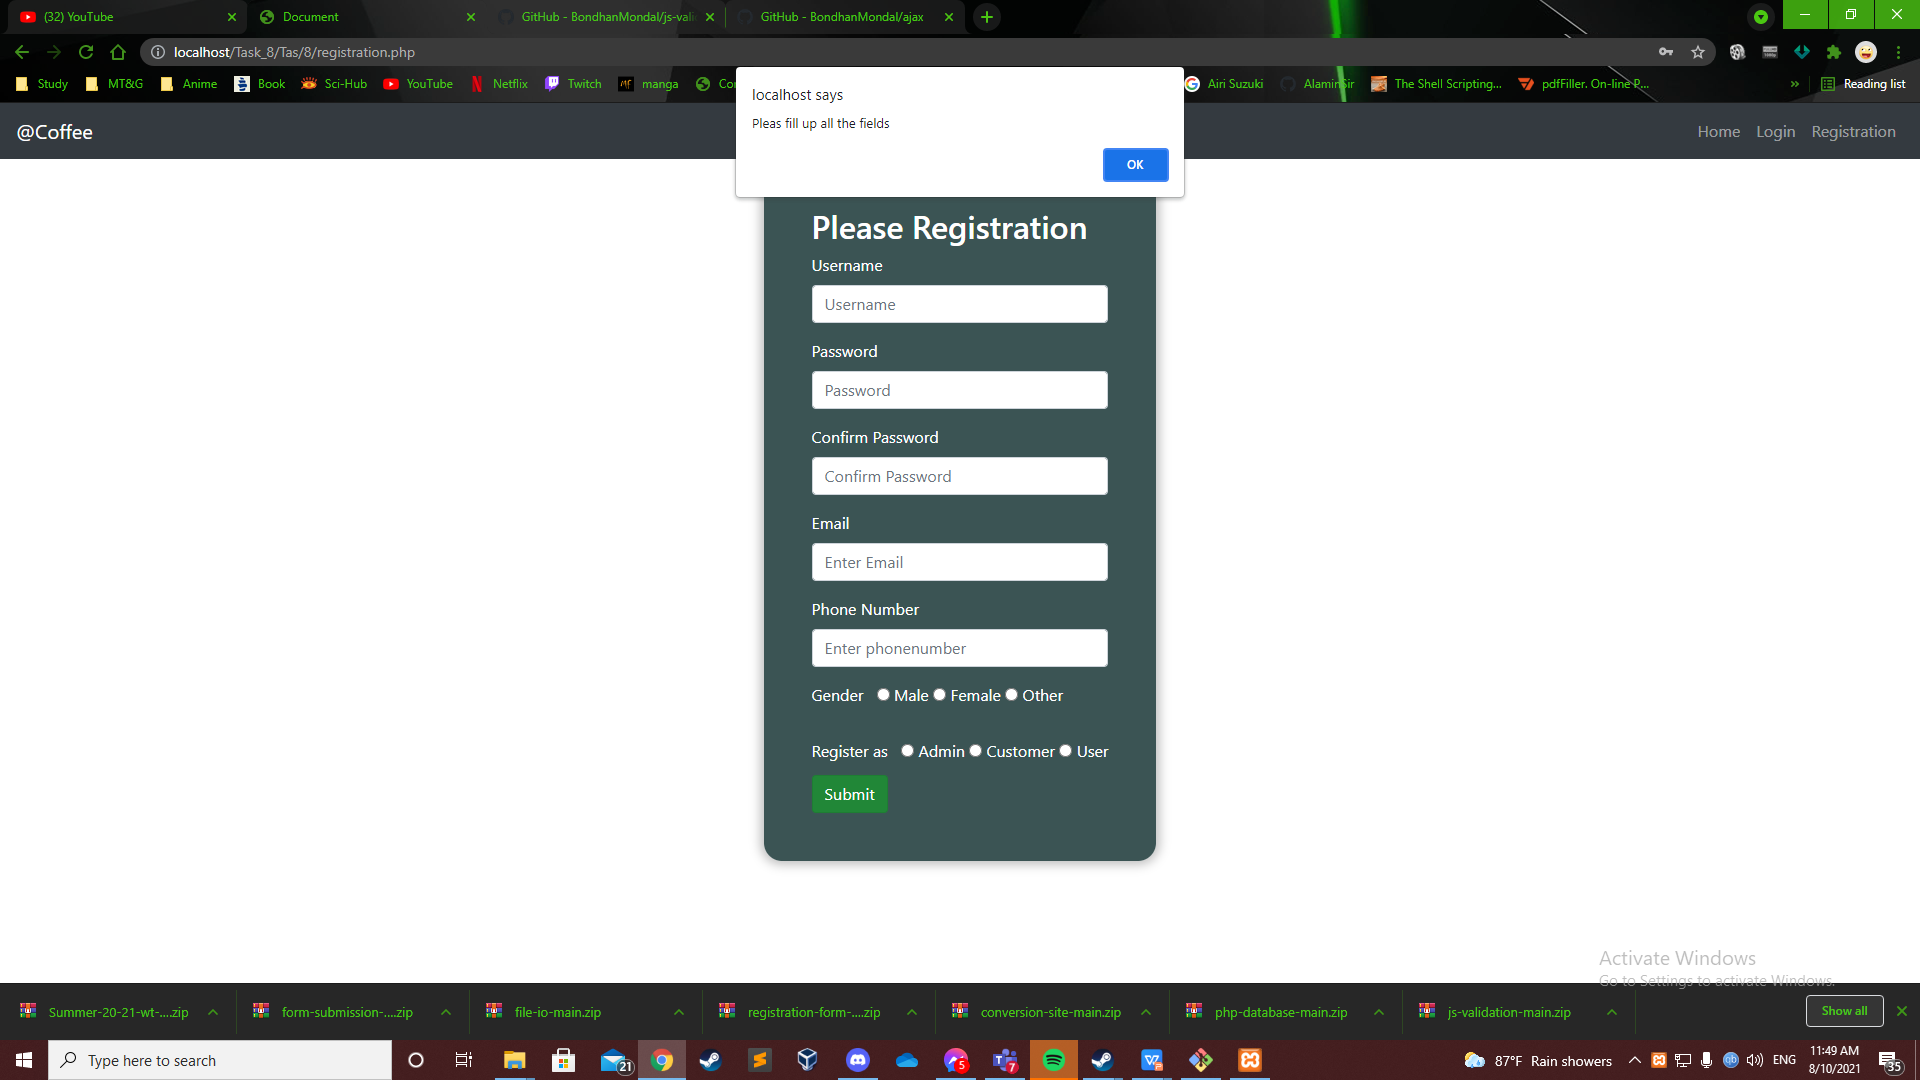 (32) YouTube
Document
GitHub - BondhanMondal/js-vali
GitHub - BondhanMondal/ajax
localhost/Task_8/Tas/8/registration.php
Study
MT&G
Anime
Book
Sci-Hub
YouTube
Netflix
Twitch
manga
Airi Suzuki
AlaminSir
The Shell Scripting...
pdfFiller. On-line P...
»
Reading list
localhost says
Pleas fill up all the fields
OK
@Coffee
Home
Login
Registration
Please Registration
Username
Username
Password
Password
Confirm Password
Confirm Password
Email
Enter Email
Phone Number
Enter phonenumber
Gender Male Female Other
Register as Admin Customer User
Submit
Activate Windows
Go to Settings to activate Windows.
Summer-20-21-wt-....zip
form-submission-....zip
file-io-main.zip
registration-form-....zip
conversion-site-main.zip
php-database-main.zip
js-validation-main.zip
Show all
Type here to search
21
5
7
87°F Rain showers
ENG
11:49 AM
8/10/2021
35